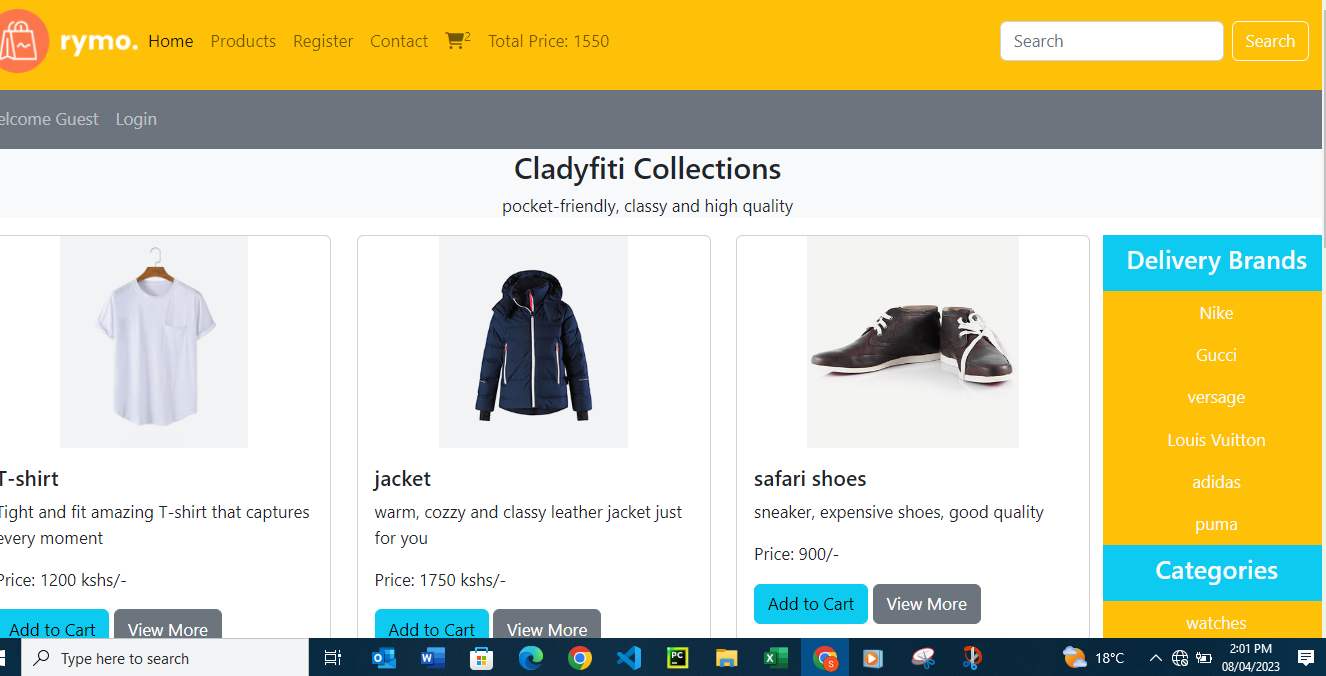 rymo. Home Products Register Contact 2 Total Price: 1550 Search Search
elcome Guest Login
Cladyfiti Collections
pocket-friendly, classy and high quality
T-shirt
Tight and fit amazing T-shirt that captures
every moment
Price: 1200 kshs/-
Add to Cart View More
jacket
warm, cozzy and classy leather jacket just
for you
Price: 1750 kshs/-
Add to Cart View More
safari shoes
sneaker, expensive shoes, good quality
Price: 900/-
Add to Cart View More
Delivery Brands
Nike
Gucci
versage
Louis Vuitton
adidas
puma
Categories
watches
Type here to search
18°C
2:01 PM
08/04/2023